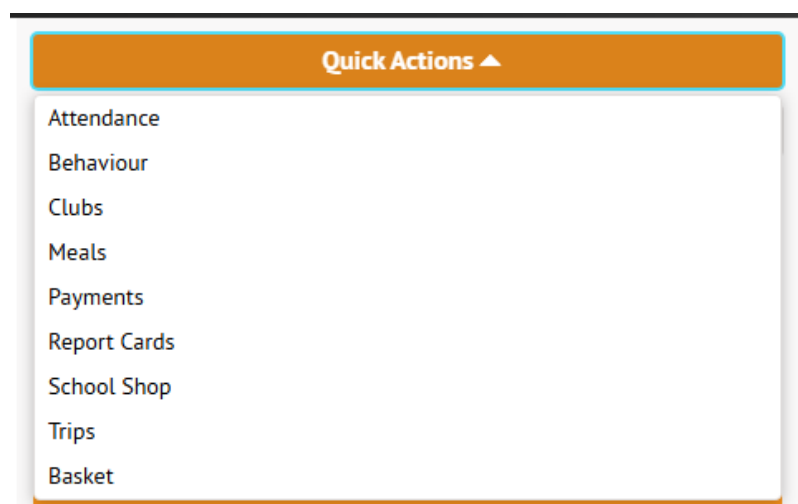 Quick Actions
Attendance
Behaviour
Clubs
Meals
Payments
Report Cards
School Shop
Trips
Basket